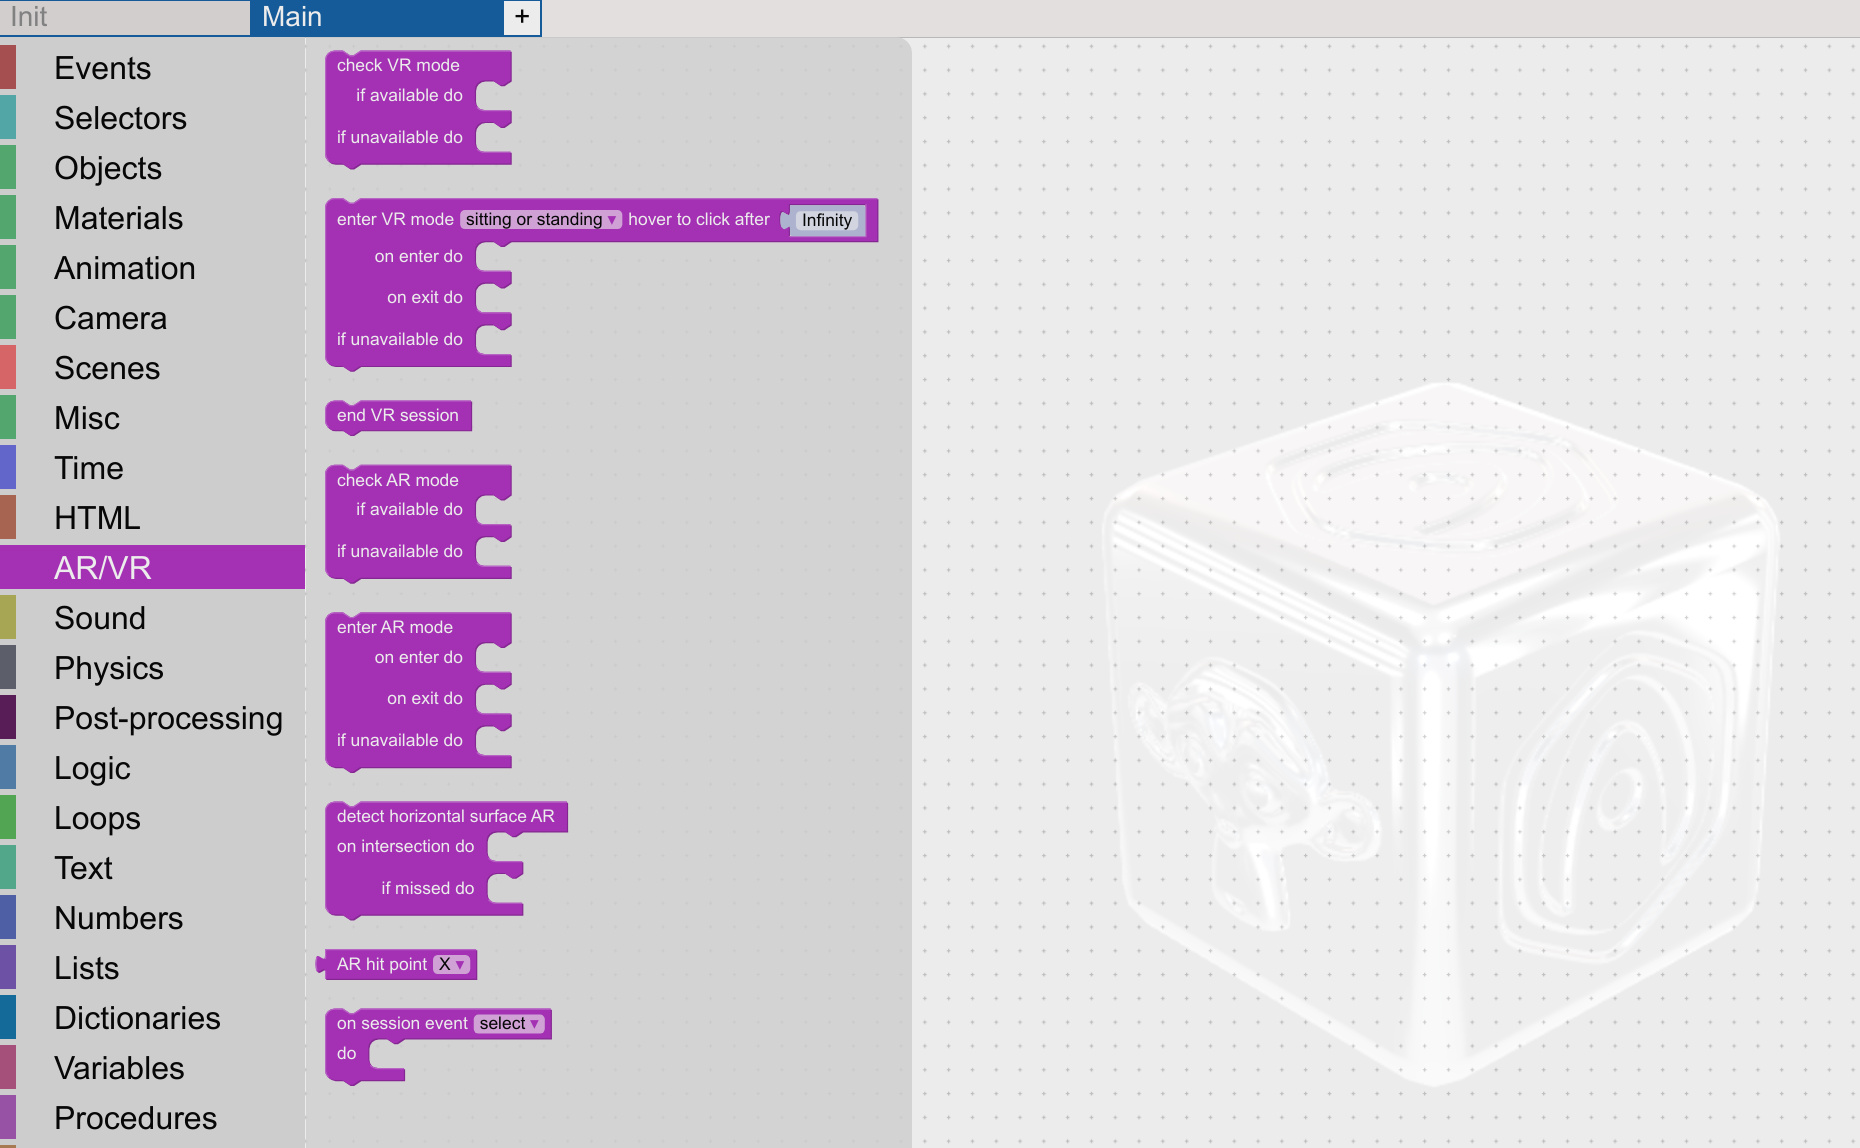 Init
Main
+
Events
Selectors
Objects
Materials
Animation
Camera
Scenes
Misc
Time
HTML
AR/VR
Sound
Physics
Post-processing
Logic
Loops
Text
Numbers
Lists
Dictionaries
Variables
Procedures
check VR mode
if available do
if unavailable do
enter VR mode sitting or standing ▾ hover to click after Infinity
on enter do
on exit do
if unavailable do
end VR session
check AR mode
if available do
if unavailable do
enter AR mode
on enter do
on exit do
if unavailable do
detect horizontal surface AR
on intersection do
if missed do
AR hit point X ▾
on session event select ▾
do